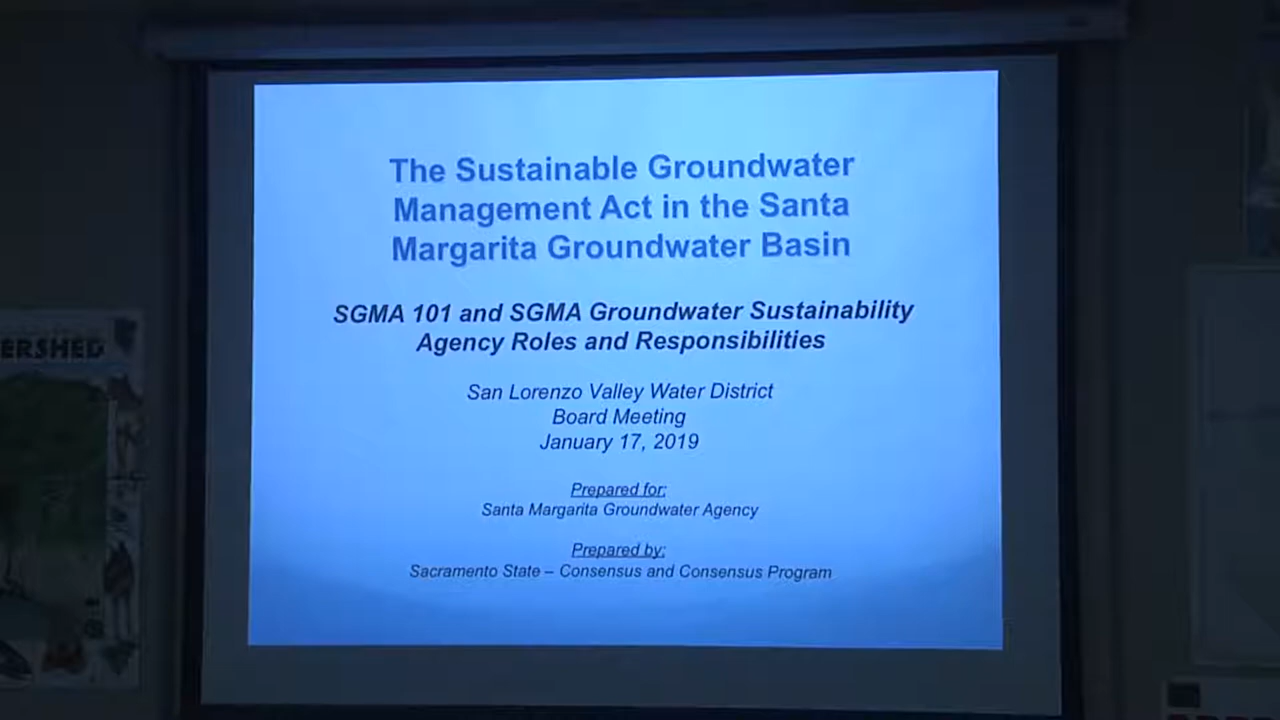 The Sustainable Groundwater
Management Act in the Santa
Margarita Groundwater Basin
SGMA 101 and SGMA Groundwater Sustainability
Agency Roles and Responsibilities
San Lorenzo Valley Water District
Board Meeting
January 17, 2019
Prepared for:
Santa Margarita Groundwater Agency
Prepared by:
Sacramento State – Consensus and Consensus Program
ERSHED